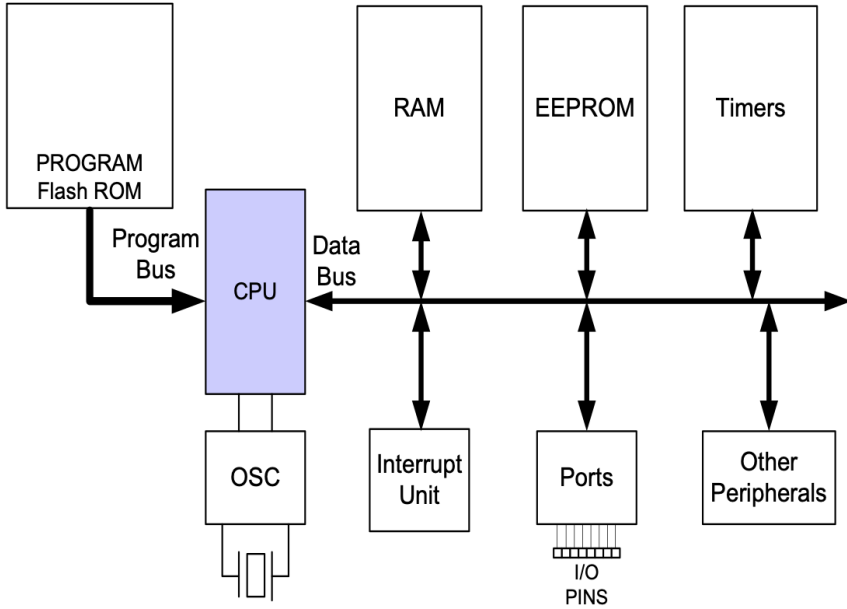 RAM
EEPROM
Timers
PROGRAM
Flash ROM
Program
Bus
CPU
Data
Bus
OSC
Interrupt
Unit
Ports
Other
Peripherals
I/O
PINS